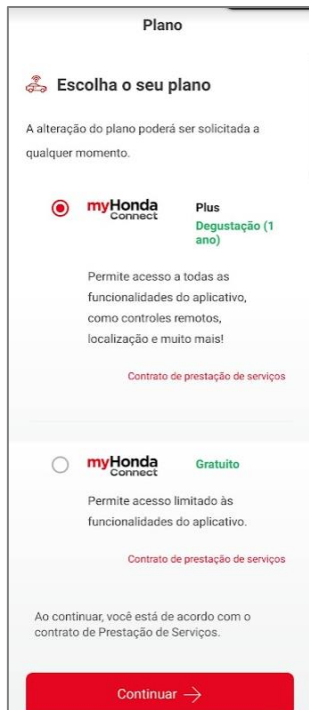 Plano
Escolha o seu plano
A alteração do plano poderá ser solicitada a
qualquer momento.
myHonda
Connect
Plus
Degustação (1
ano)
Permite acesso a todas as
funcionalidades do aplicativo,
como controles remotos,
localização e muito mais!
Contrato de prestação de serviços
myHonda
Connect
Gratuito
Permite acesso limitado às
funcionalidades do aplicativo.
Contrato de prestação de serviços
Ao continuar, você está de acordo com o
contrato de Prestação de Serviços.
Continuar